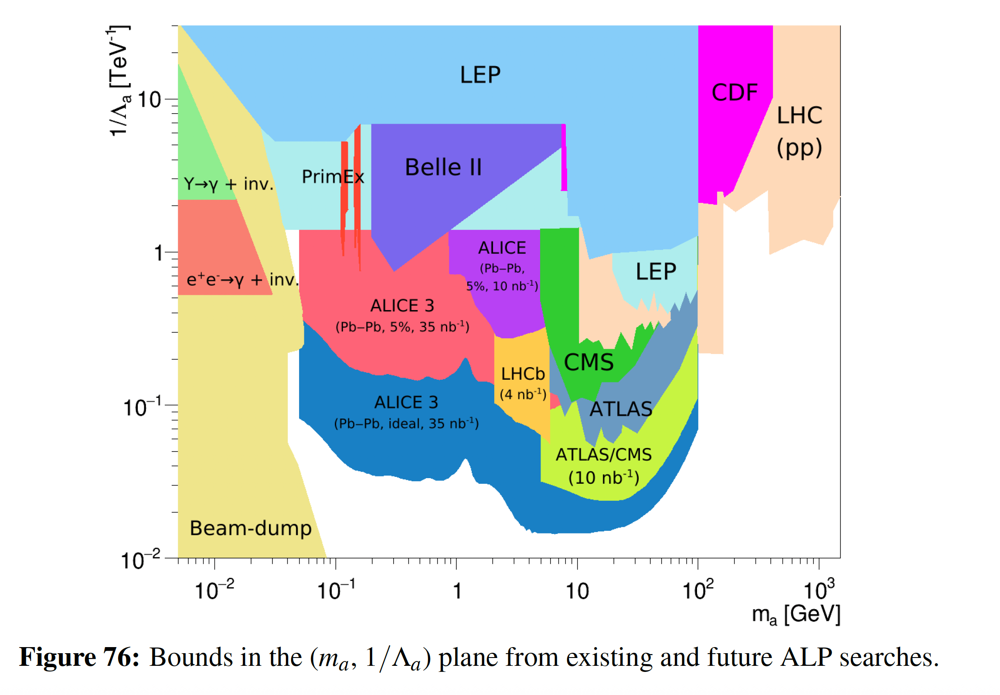 1/Λₐ [TeV⁻¹]
LEP
10
CDF
LHC
(pp)
Belle II
PrimEx
Υ→γ + inv.
1
ALICE
(Pb–Pb,
5%, 10 nb⁻¹)
LEP
e⁺e⁻→γ + inv.
ALICE 3
(Pb–Pb, 5%, 35 nb⁻¹)
CMS
LHCb
(4 nb⁻¹)
10⁻¹
ALICE 3
(Pb–Pb, ideal, 35 nb⁻¹)
ATLAS
ATLAS/CMS
(10 nb⁻¹)
Beam-dump
10⁻²
10⁻² 10⁻¹ 1 10 10² 10³
mₐ [GeV]
Figure 76: Bounds in the (mₐ, 1/Λₐ) plane from existing and future ALP searches.